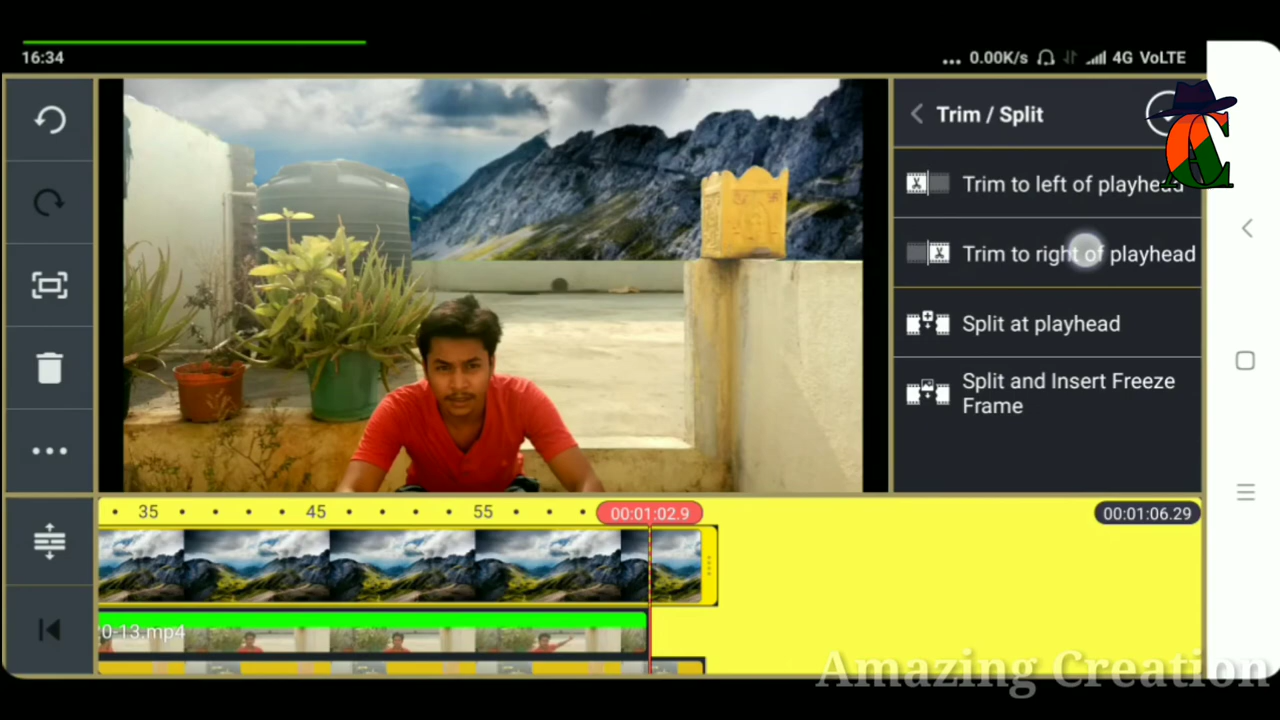 16:34
... 0.00K/s 4G VoLTE
Trim / Split
Trim to left of playhead
Trim to right of playhead
Split at playhead
Split and Insert Freeze
Frame
35 45 55 00:01:02.9 00:01:06.29
0-13.mp4
Amazing Creation